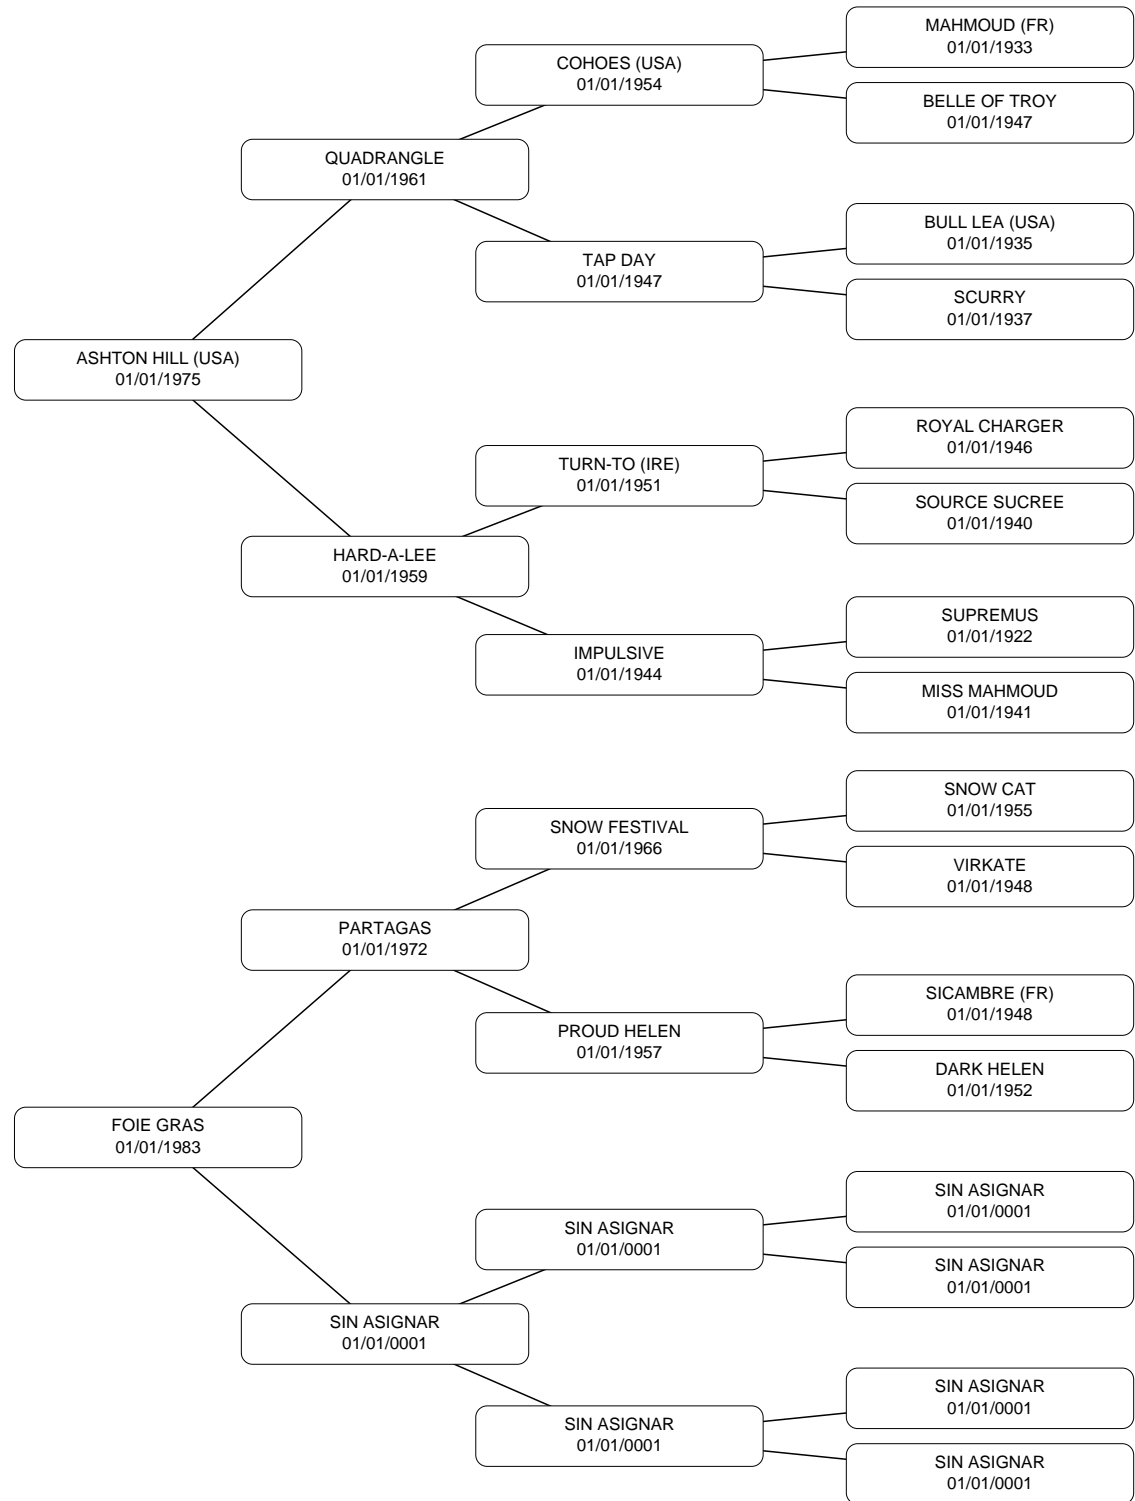 MAHMOUD (FR)
01/01/1933
COHOES (USA)
01/01/1954
BELLE OF TROY
01/01/1947
QUADRANGLE
01/01/1961
BULL LEA (USA)
01/01/1935
TAP DAY
01/01/1947
SCURRY
01/01/1937
ASHTON HILL (USA)
01/01/1975
ROYAL CHARGER
01/01/1946
TURN-TO (IRE)
01/01/1951
SOURCE SUCREE
01/01/1940
HARD-A-LEE
01/01/1959
SUPREMUS
01/01/1922
IMPULSIVE
01/01/1944
MISS MAHMOUD
01/01/1941
SNOW CAT
01/01/1955
SNOW FESTIVAL
01/01/1966
VIRKATE
01/01/1948
PARTAGAS
01/01/1972
SICAMBRE (FR)
01/01/1948
PROUD HELEN
01/01/1957
DARK HELEN
01/01/1952
FOIE GRAS
01/01/1983
SIN ASIGNAR
01/01/0001
SIN ASIGNAR
01/01/0001
SIN ASIGNAR
01/01/0001
SIN ASIGNAR
01/01/0001
SIN ASIGNAR
01/01/0001
SIN ASIGNAR
01/01/0001
SIN ASIGNAR
01/01/0001